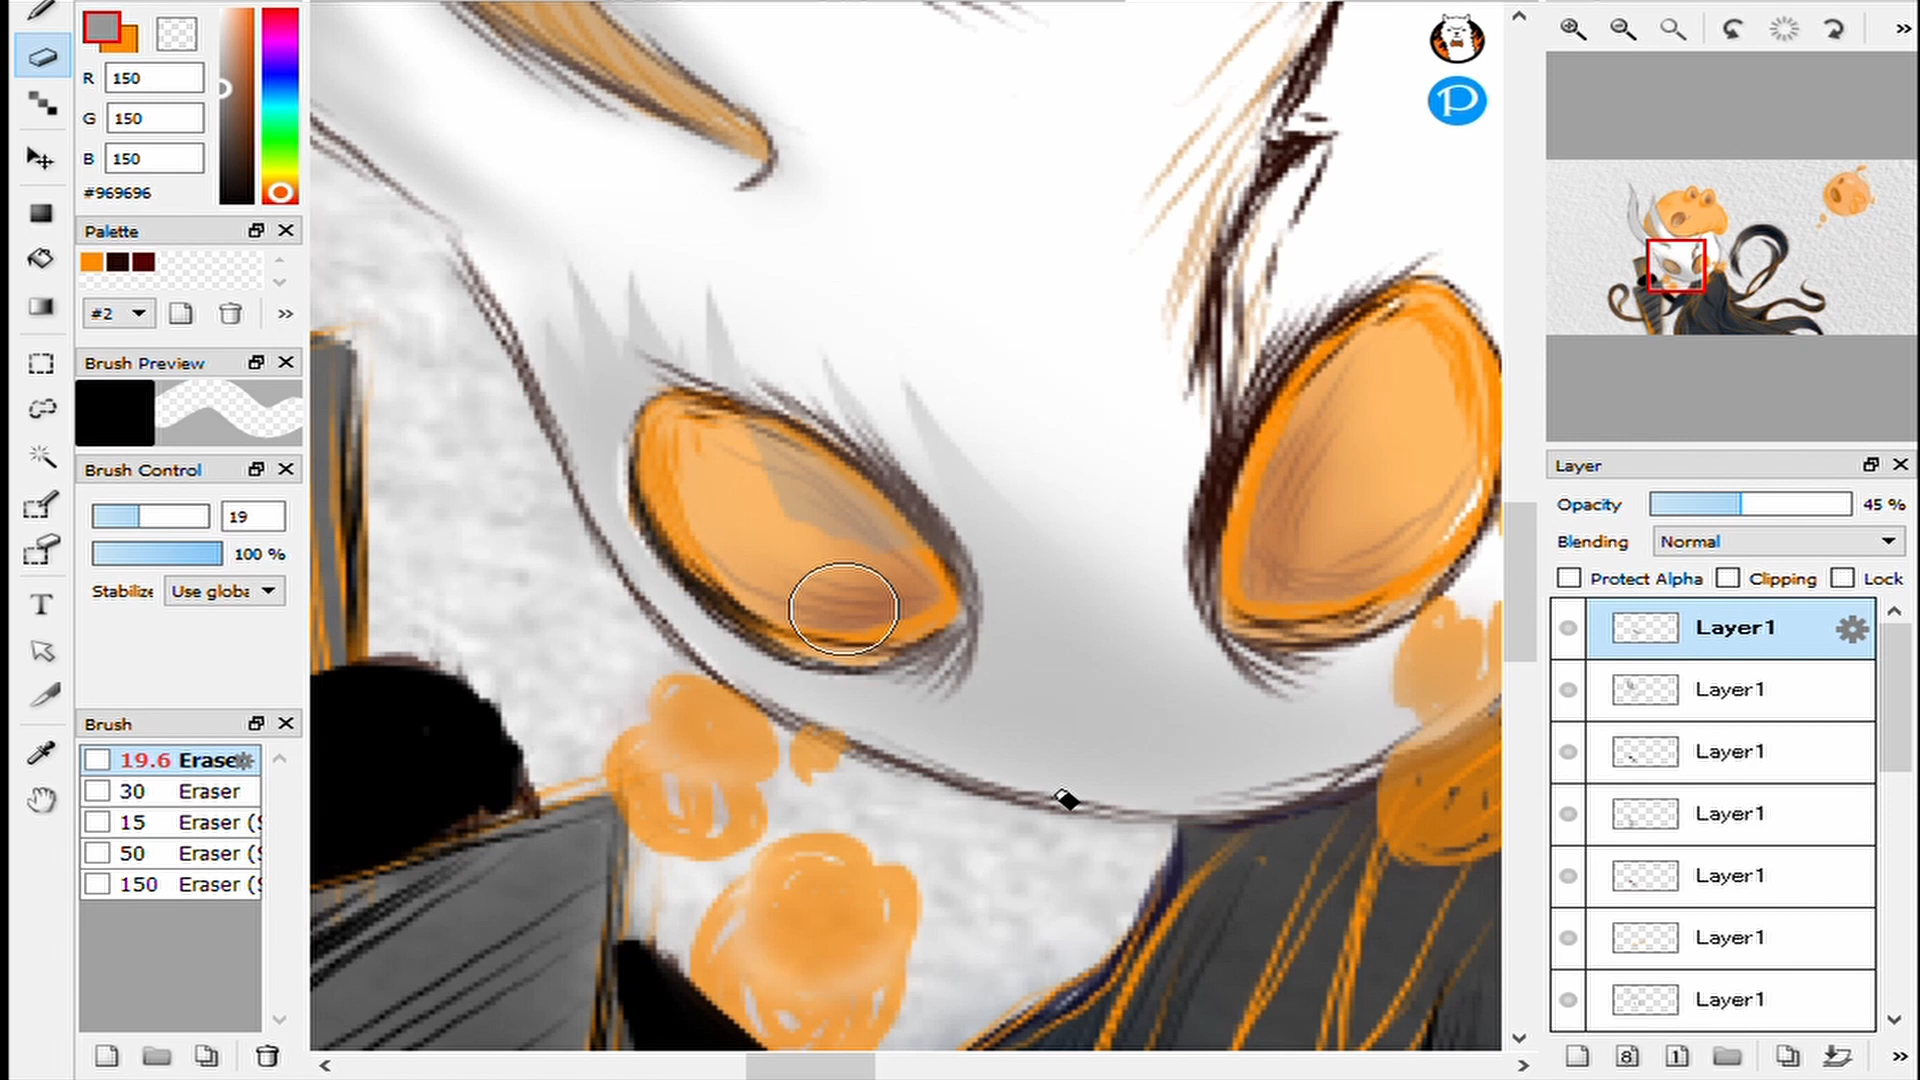 R 150
G 150
B 150
#969696
Palette
#2
Brush Preview
Brush Control
19
100 %
Stabilize Use globa
Brush
19.6 Erase
30 Eraser
15 Eraser (S
50 Eraser (S
150 Eraser (S
T
P
Layer
Opacity 45 %
Blending Normal
Protect Alpha Clipping Lock
Layer1
Layer1
Layer1
Layer1
Layer1
Layer1
Layer1
8 1